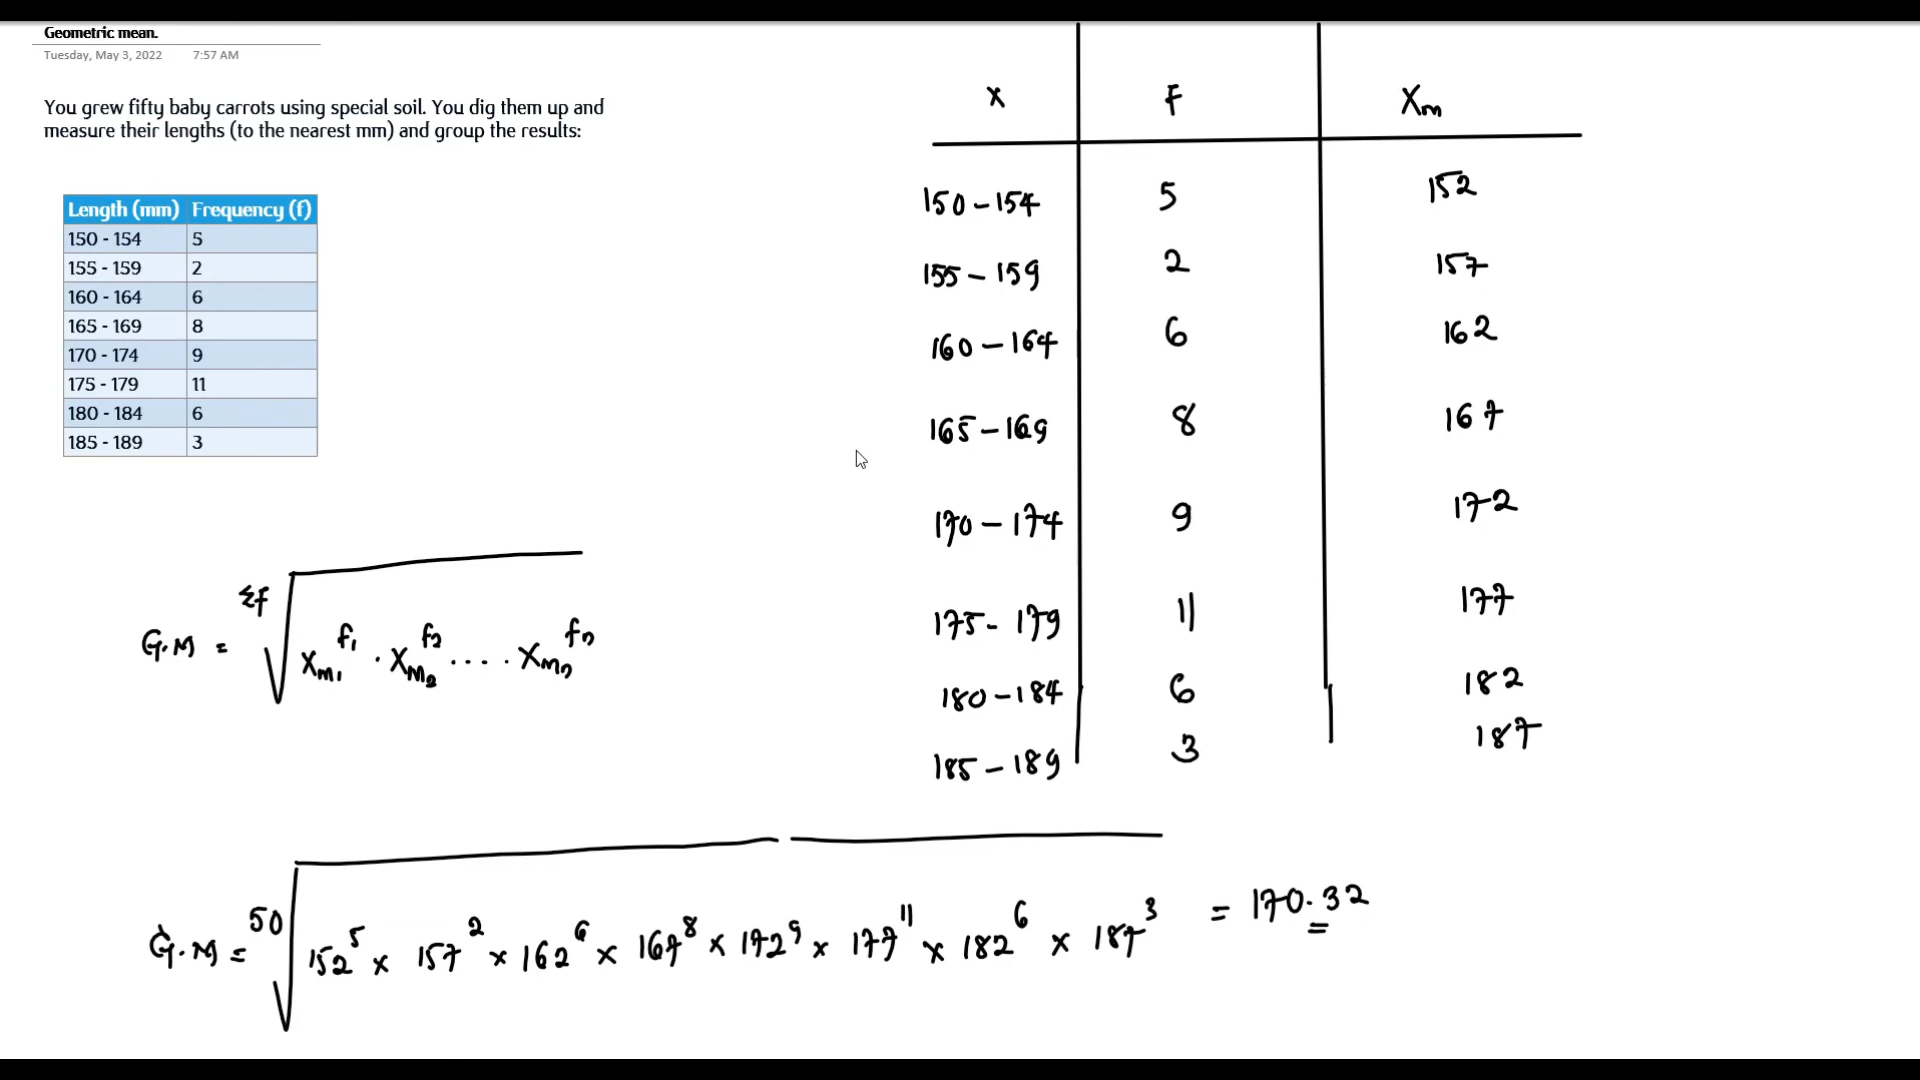 Geometric mean.
Tuesday, May 3, 2022 7:57 AM
You grew fifty baby carrots using special soil. You dig them up and
measure their lengths (to the nearest mm) and group the results:
Length (mm) Frequency (f)
150 - 154 5
155 - 159 2
160 - 164 6
165 - 169 8
170 - 174 9
175 - 179 11
180 - 184 6
185 - 189 3
x F Xm
150 - 154 5 152
155 - 159 2 157
160 - 164 6 162
165 - 169 8 167
170 - 174 9 172
175 - 179 11 177
180 - 184 6 182
185 - 189 3 187
G.M = Σf√ Xm₁^f₁ · Xm₂^f₂ .... Xmₙ^fₙ
G.M = 50√ 152^5 × 157^2 × 162^6 × 167^8 × 172^9 × 177^11 × 182^6 × 187^3 = 170.32